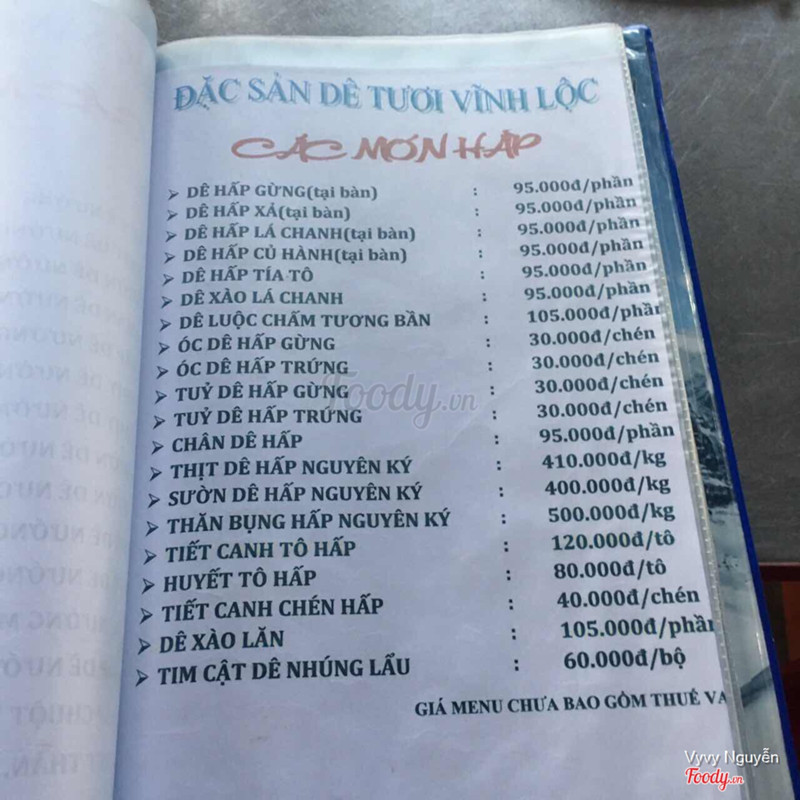 ĐẶC SẢN DÊ TƯƠI VĨNH LỘC
CÁC MÓN HẤP
➢ DÊ HẤP GỪNG(tại bàn) : 95.000đ/phần
➢ DÊ HẤP XẢ(tại bàn) : 95.000đ/phần
➢ DÊ HẤP LÁ CHANH(tại bàn) : 95.000đ/phần
➢ DÊ HẤP CỦ HÀNH(tại bàn) : 95.000đ/phần
➢ DÊ HẤP TÍA TÔ : 95.000đ/phần
➢ DÊ XÀO LÁ CHANH : 95.000đ/phần
➢ DÊ LUỘC CHẤM TƯƠNG BẦN : 105.000đ/phần
➢ ÓC DÊ HẤP GỪNG : 30.000đ/chén
➢ ÓC DÊ HẤP TRỨNG : 30.000đ/chén
➢ TUỶ DÊ HẤP GỪNG : 30.000đ/chén
➢ TUỶ DÊ HẤP TRỨNG : 30.000đ/chén
➢ CHÂN DÊ HẤP : 95.000đ/phần
➢ THỊT DÊ HẤP NGUYÊN KÝ : 410.000đ/kg
➢ SƯỜN DÊ HẤP NGUYÊN KÝ : 400.000đ/kg
➢ THĂN BỤNG HẤP NGUYÊN KÝ : 500.000đ/kg
➢ TIẾT CANH TÔ HẤP : 120.000đ/tô
➢ HUYẾT TÔ HẤP : 80.000đ/tô
➢ TIẾT CANH CHÉN HẤP : 40.000đ/chén
➢ DÊ XÀO LĂN : 105.000đ/phần
➢ TIM CẬT DÊ NHÚNG LẨU : 60.000đ/bộ
GIÁ MENU CHƯA BAO GỒM THUẾ VA
Foody.vn
Vyvy Nguyễn
Foody.vn